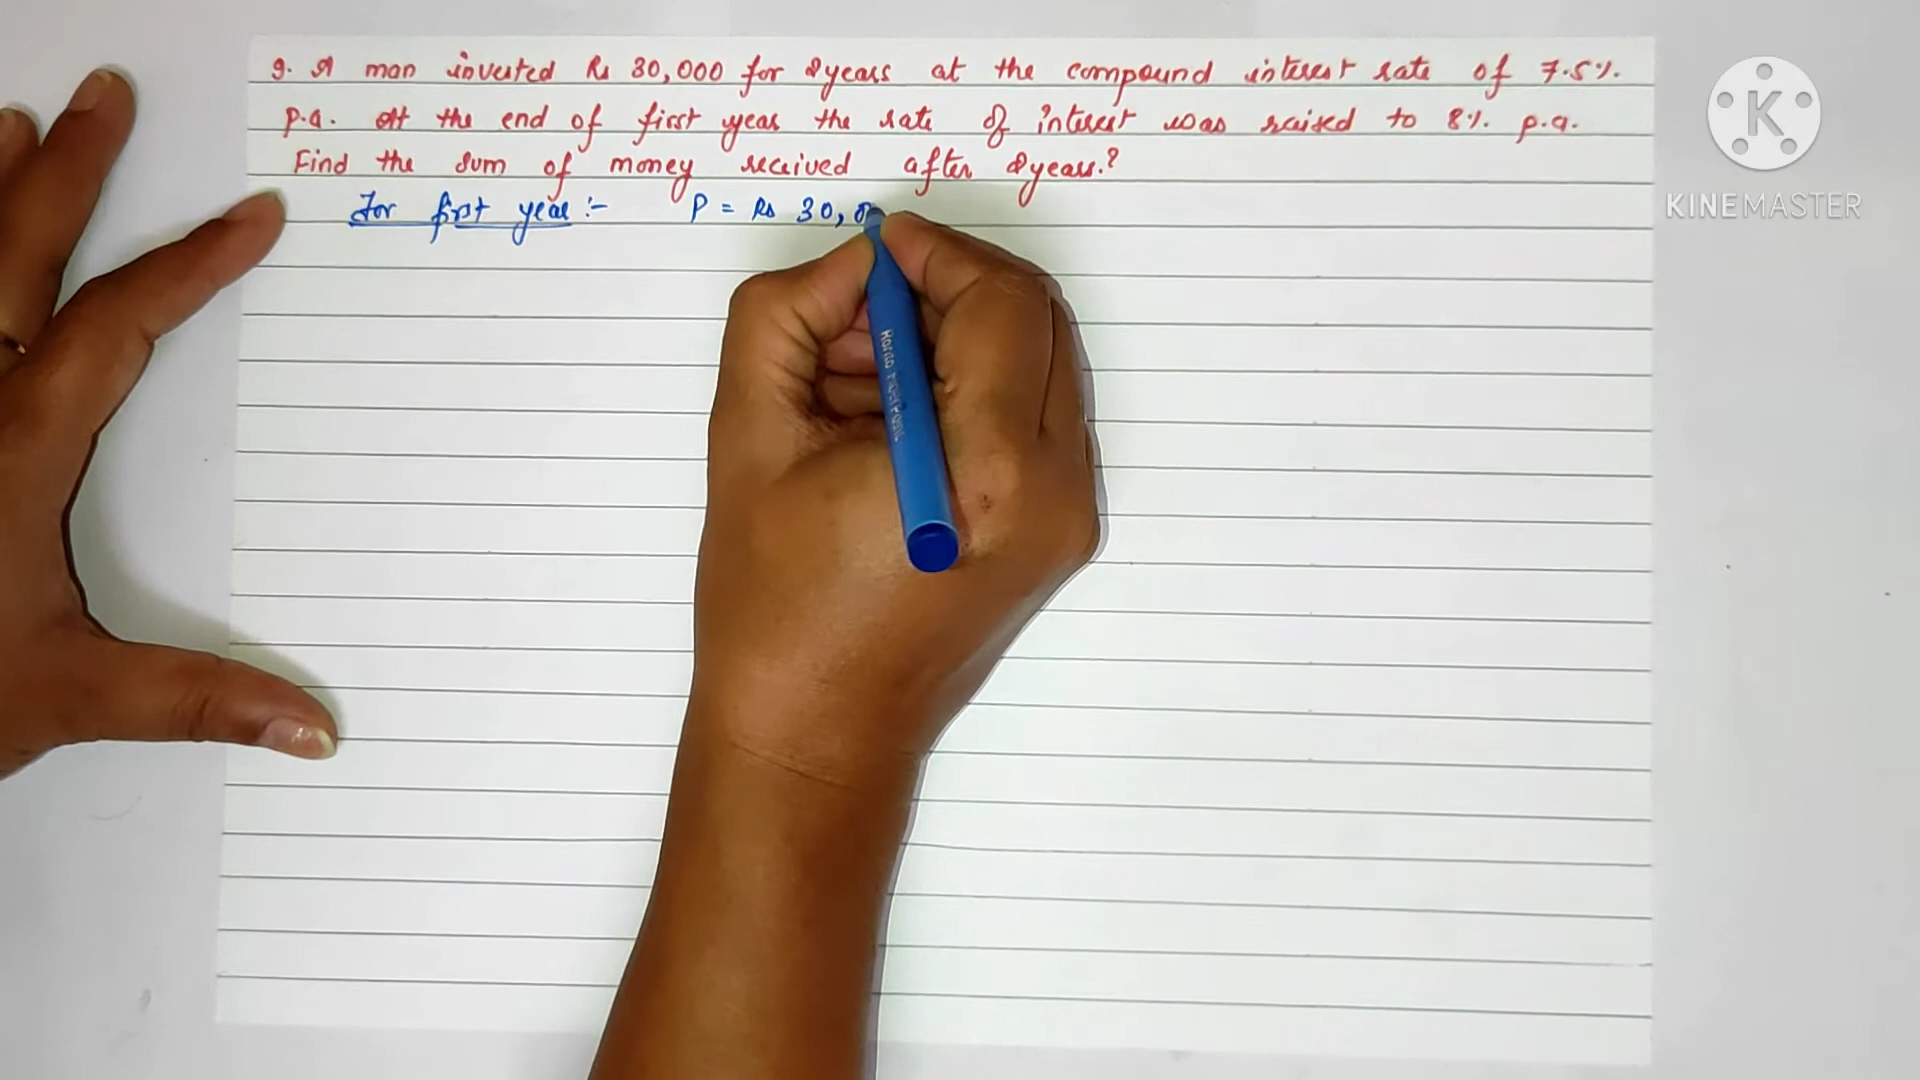 9. A man invested Rs 30,000 for 2 years at the compound interest rate of 7.5%.
p.a. At the end of first year the rate of interest was raised to 8% p.a.
Find the sum of money received after 2 years.?
For first year :- P = Rs 30,0
K
KINEMASTER